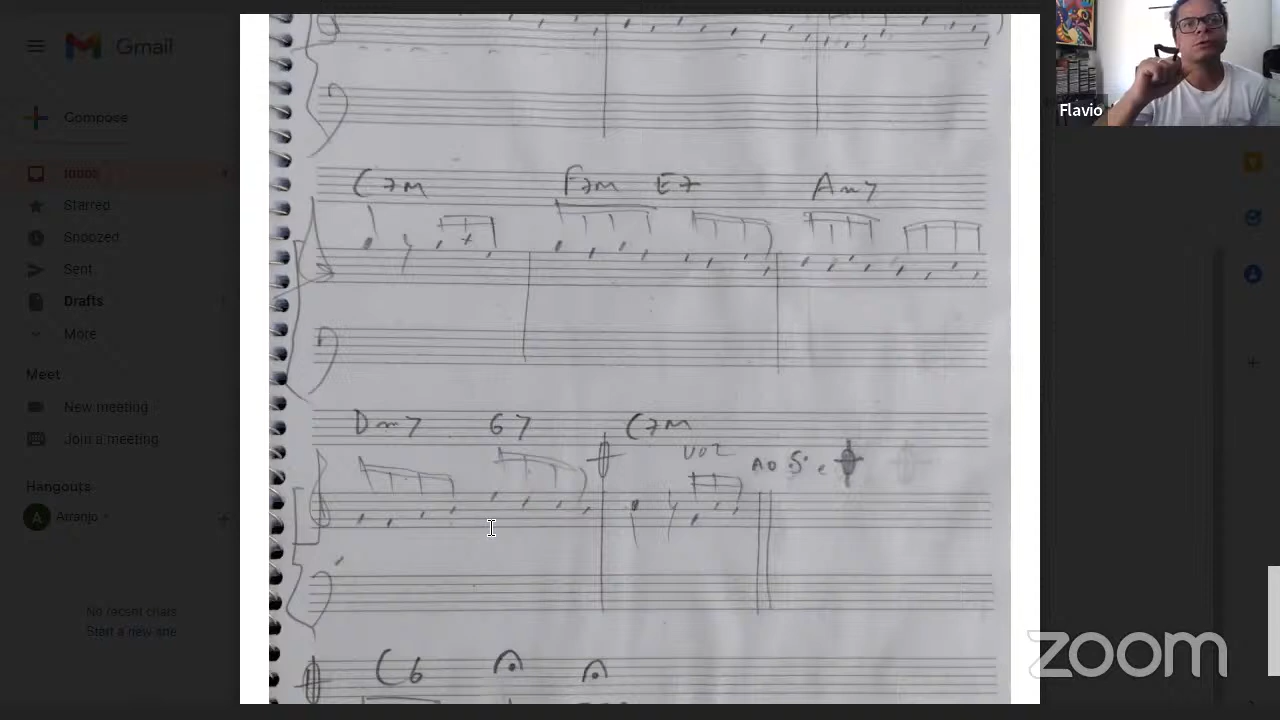 Gmail
Compose
Inbox
Starred
Snoozed
Sent
Drafts
More
Meet
New meeting
Join a meeting
Hangouts
Arranjo
No recent chats
Start a new one
C7M F7M E7 Am7
Dm7 G7 C7M
VOZ
AO S. e
C6
Flavio
zoom